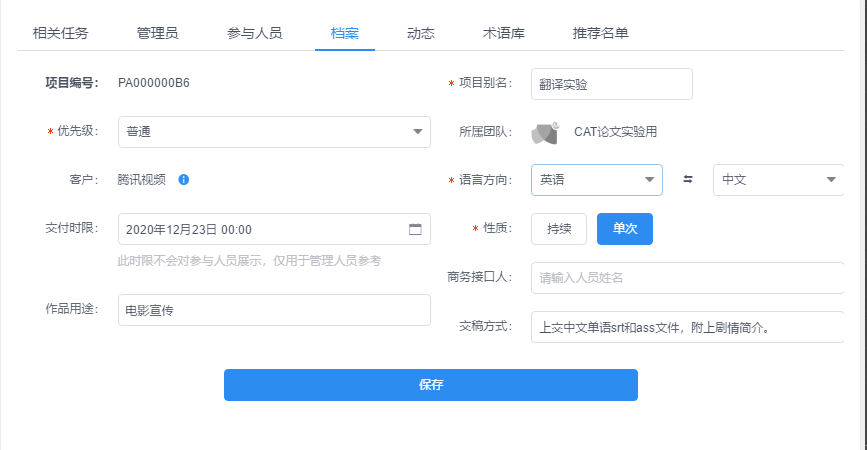 相关任务 管理员 参与人员 档案 动态 术语库 推荐名单
项目编号： PA000000B6
* 项目别名： 翻译实验
* 优先级： 普通
所属团队： CAT论文实验用
客户： 腾讯视频
* 语言方向： 英语 ⇆ 中文
交付时限： 2020年12月23日 00:00
* 性质： 持续 单次
此时限不会对参与人员展示，仅用于管理人员参考
商务接口人： 请输入人员姓名
作品用途： 电影宣传
交稿方式： 上交中文单语srt和ass文件，附上剧情简介。
保存